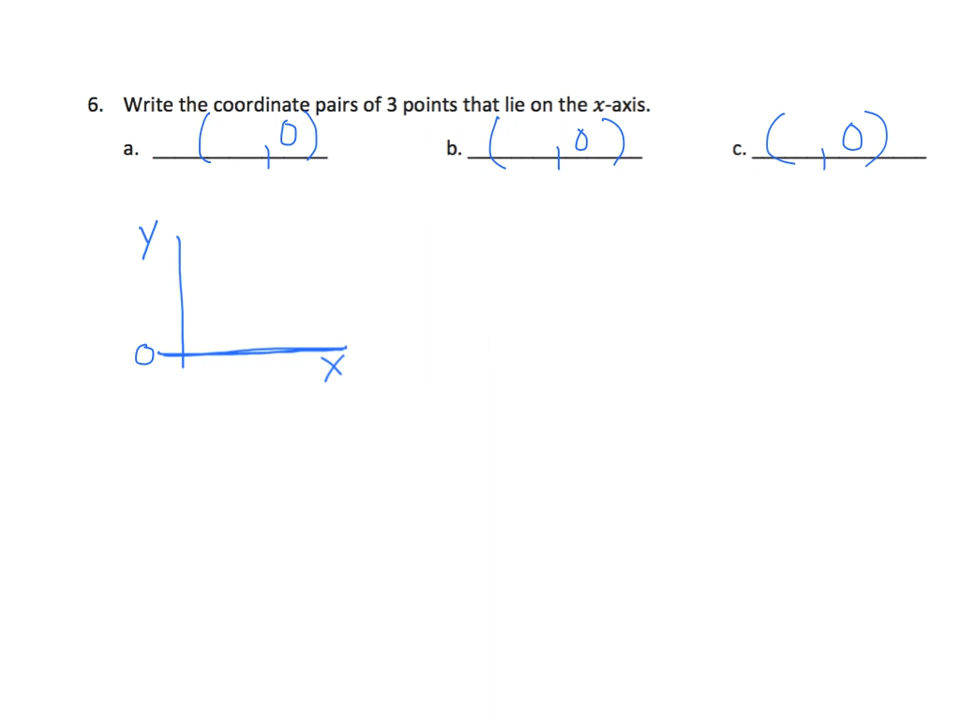 6. Write the coordinate pairs of 3 points that lie on the x-axis.
a. ( ,0) b. ( ,0) c. ( ,0)
y
0
x